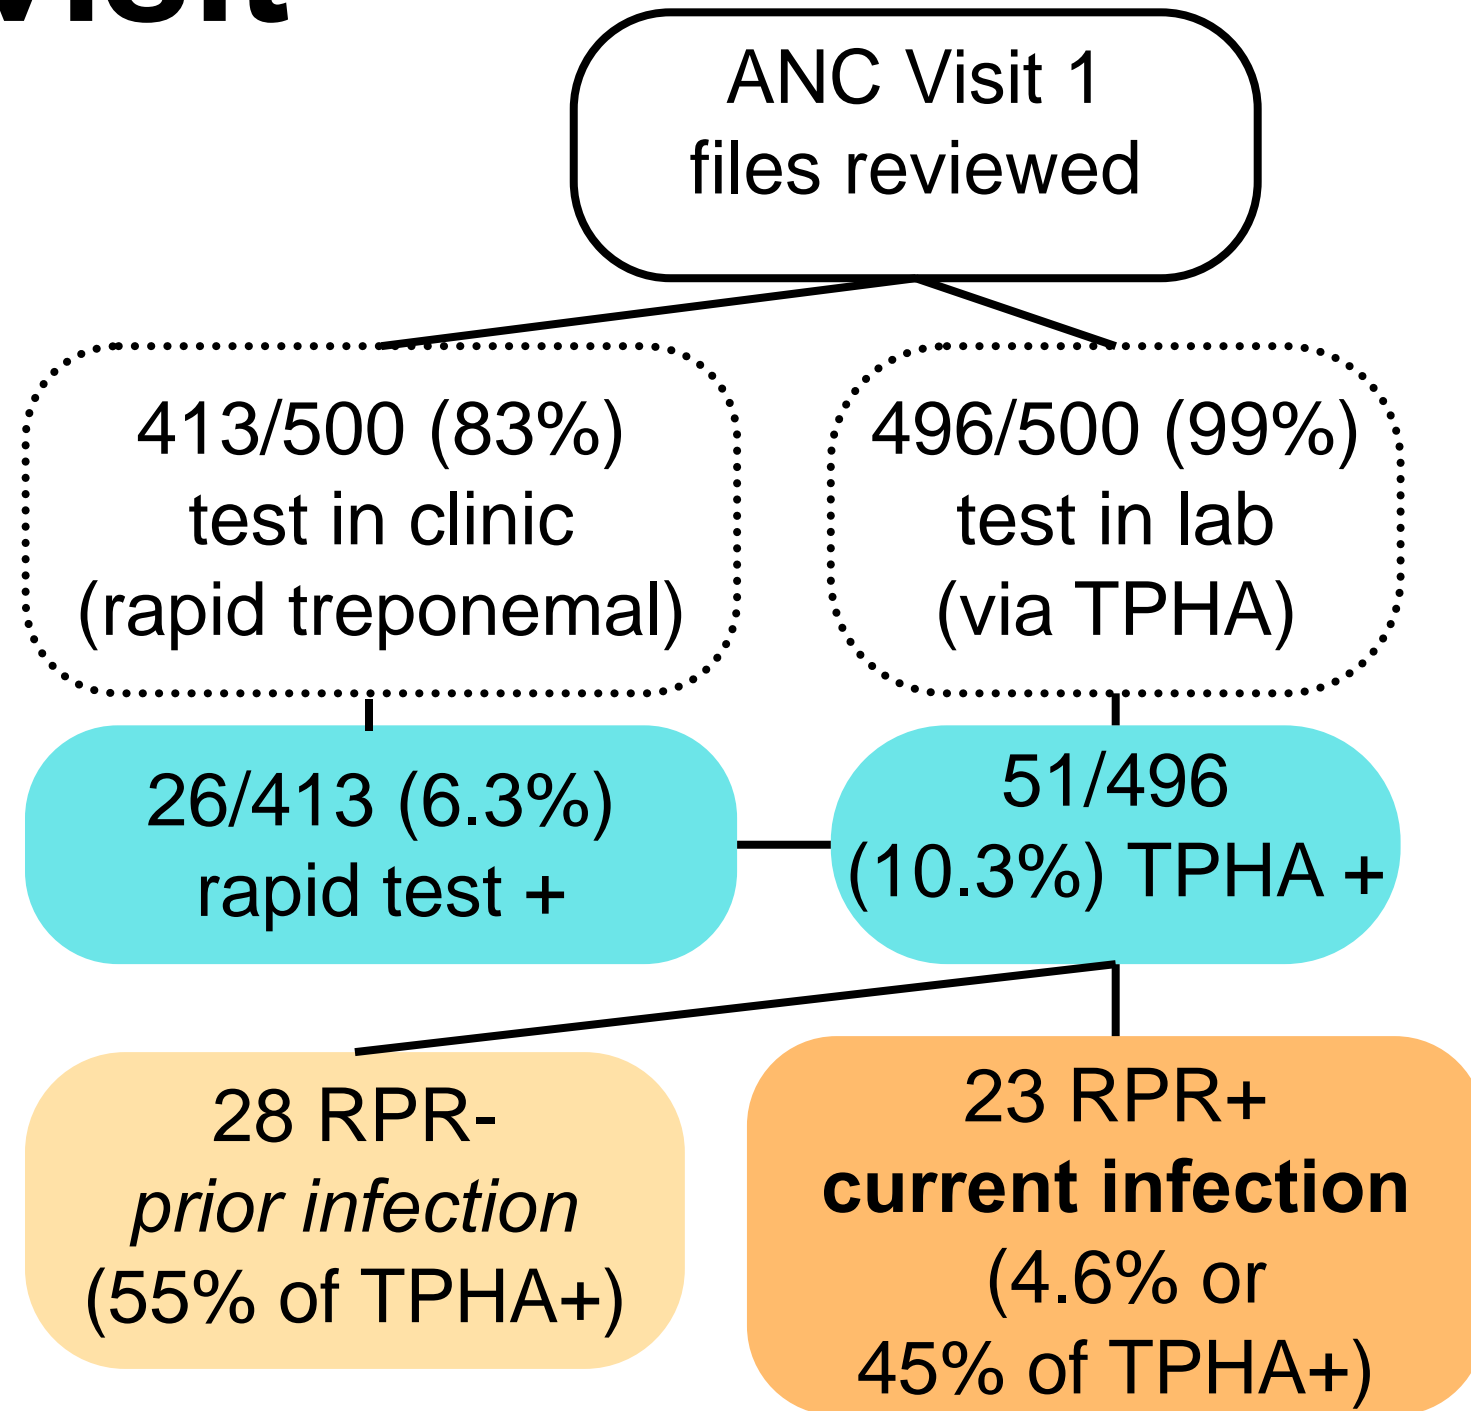 visit
ANC Visit 1
files reviewed
413/500 (83%)
test in clinic
(rapid treponemal)
496/500 (99%)
test in lab
(via TPHA)
26/413 (6.3%)
rapid test +
51/496
(10.3%) TPHA +
28 RPR-
prior infection
(55% of TPHA+)
23 RPR+
current infection
(4.6% or
45% of TPHA+)